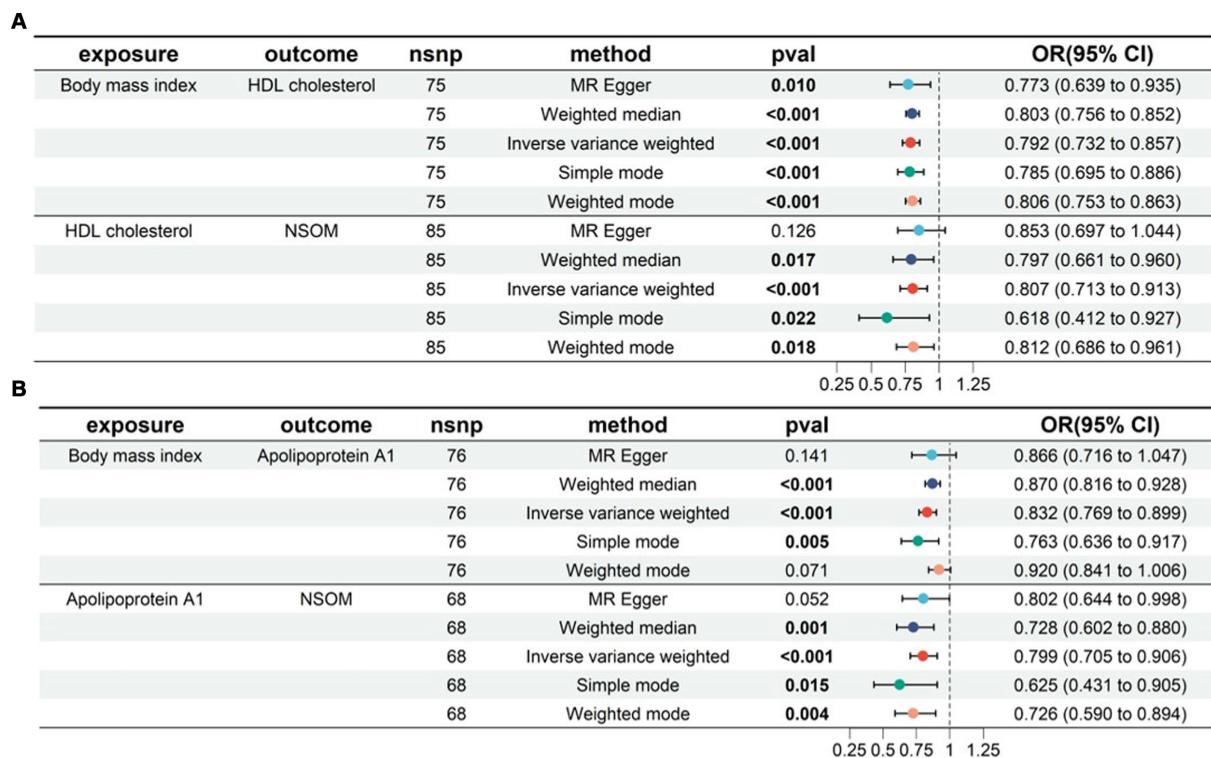 A
exposure outcome nsnp method pval OR(95% CI)
Body mass index HDL cholesterol 75 MR Egger 0.010 0.773 (0.639 to 0.935)
75 Weighted median <0.001 0.803 (0.756 to 0.852)
75 Inverse variance weighted <0.001 0.792 (0.732 to 0.857)
75 Simple mode <0.001 0.785 (0.695 to 0.886)
75 Weighted mode <0.001 0.806 (0.753 to 0.863)
HDL cholesterol NSOM 85 MR Egger 0.126 0.853 (0.697 to 1.044)
85 Weighted median 0.017 0.797 (0.661 to 0.960)
85 Inverse variance weighted <0.001 0.807 (0.713 to 0.913)
85 Simple mode 0.022 0.618 (0.412 to 0.927)
85 Weighted mode 0.018 0.812 (0.686 to 0.961)
0.25 0.5 0.75 1 1.25
B
exposure outcome nsnp method pval OR(95% CI)
Body mass index Apolipoprotein A1 76 MR Egger 0.141 0.866 (0.716 to 1.047)
76 Weighted median <0.001 0.870 (0.816 to 0.928)
76 Inverse variance weighted <0.001 0.832 (0.769 to 0.899)
76 Simple mode 0.005 0.763 (0.636 to 0.917)
76 Weighted mode 0.071 0.920 (0.841 to 1.006)
Apolipoprotein A1 NSOM 68 MR Egger 0.052 0.802 (0.644 to 0.998)
68 Weighted median 0.001 0.728 (0.602 to 0.880)
68 Inverse variance weighted <0.001 0.799 (0.705 to 0.906)
68 Simple mode 0.015 0.625 (0.431 to 0.905)
68 Weighted mode 0.004 0.726 (0.590 to 0.894)
0.25 0.5 0.75 1 1.25